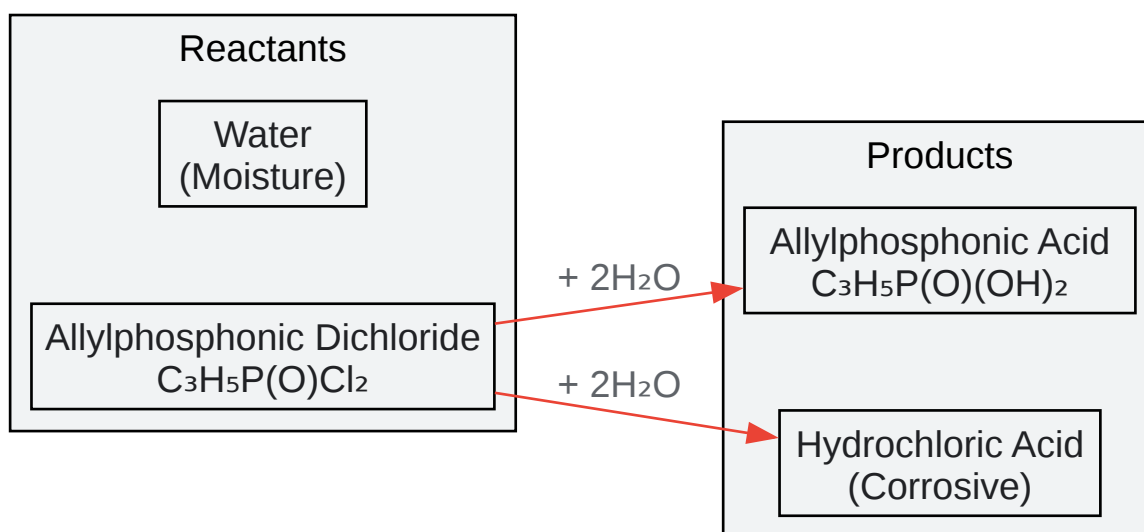 Reactants
Water
(Moisture)
Allylphosphonic Dichloride
C₃H₅P(O)Cl₂
+ 2H₂O
+ 2H₂O
Products
Allylphosphonic Acid
C₃H₅P(O)(OH)₂
Hydrochloric Acid
(Corrosive)